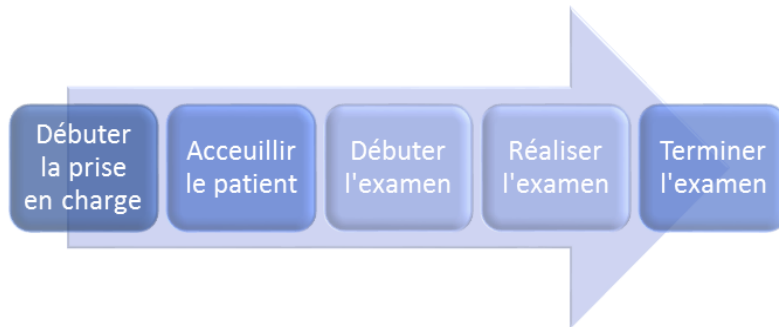 Débuter
la prise
en charge
Acceuillir
le patient
Débuter
l'examen
Réaliser
l'examen
Terminer
l'examen